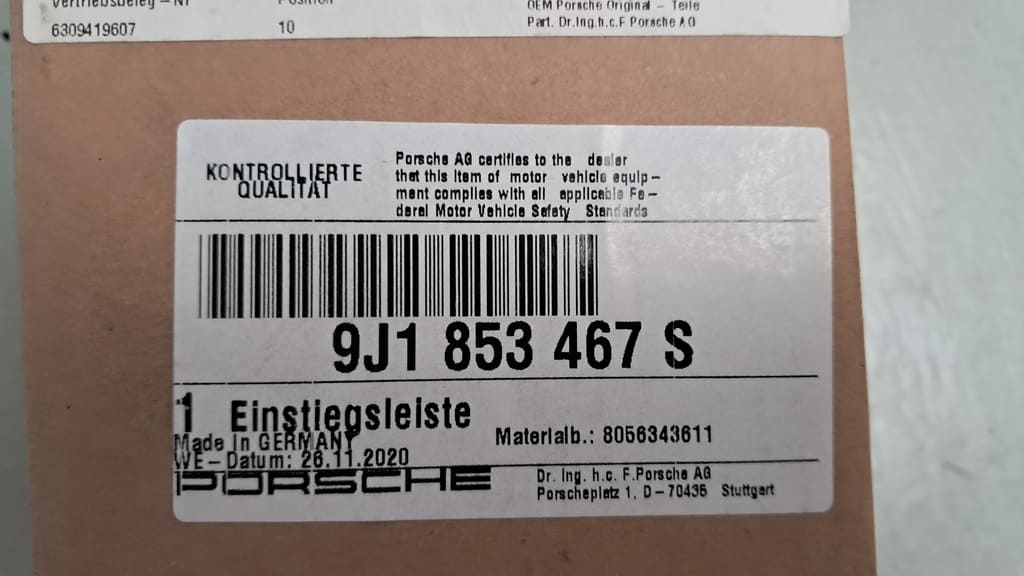 Vertriebsbeleg – Nr
Position
OEM Porsche Original – Teile
6309419607
10
Part. Dr.Ing.h.c.F Porsche AG
KONTROLLIERTE
QUALITÄT
Porsche AG certifies to the dealer
that this item of motor vehicle equip–
ment complies with all applicable Fe–
deral Motor Vehicle Safety Standards
9J1 853 467 S
1 Einstiegsleiste
Made in GERMANY
Materialb.: 8056343611
WE–Datum: 26.11.2020
PORSCHE
Dr. Ing. h.c. F.Porsche AG
Porscheplatz 1, D–70435 Stuttgart